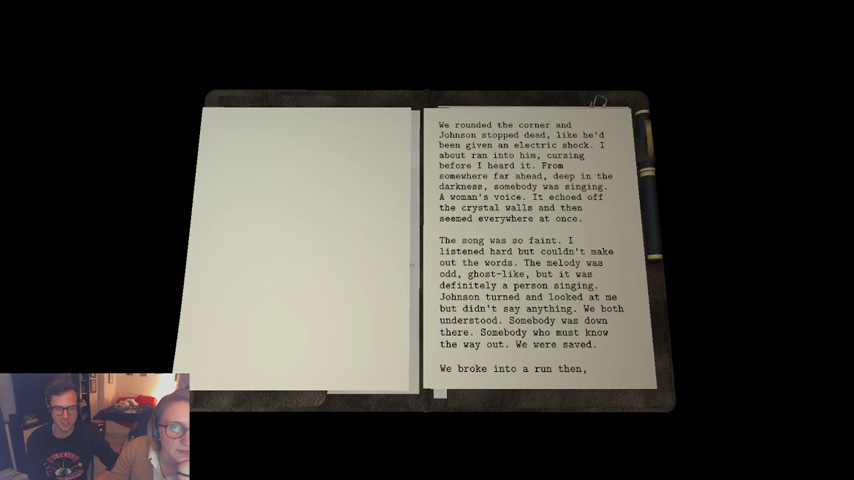 We rounded the corner and
Johnson stopped dead, like he'd
been given an electric shock. I
about ran into him, cursing
before I heard it. From
somewhere far ahead, deep in the
darkness, somebody was singing.
A woman's voice. It echoed off
the crystal walls and then
seemed everywhere at once.
The song was so faint. I
listened hard but couldn't make
out the words. The melody was
odd, ghost-like, but it was
definitely a person singing.
Johnson turned and looked at me
but didn't say anything. We both
understood. Somebody was down
there. Somebody who must know
the way out. We were saved.
We broke into a run then,